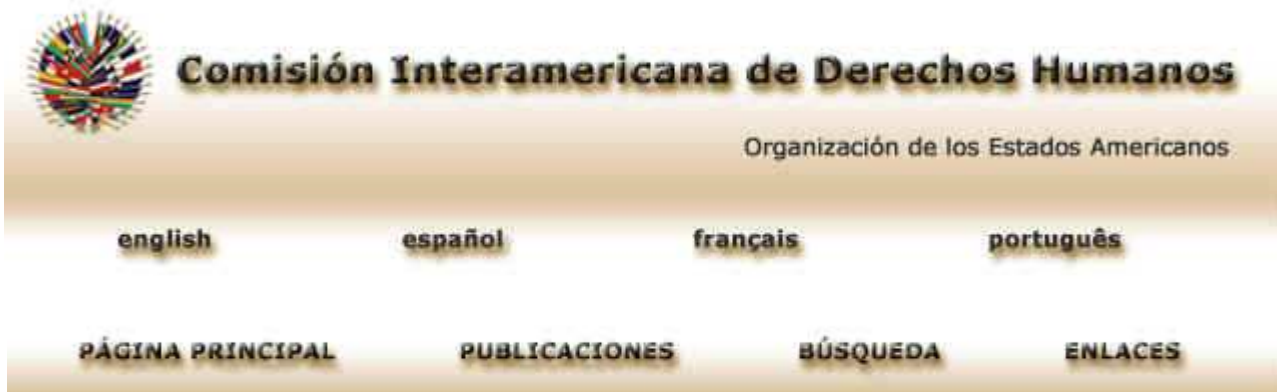 Comisión Interamericana de Derechos Humanos
Organización de los Estados Americanos
english español français português
PÁGINA PRINCIPAL PUBLICACIONES BÚSQUEDA ENLACES